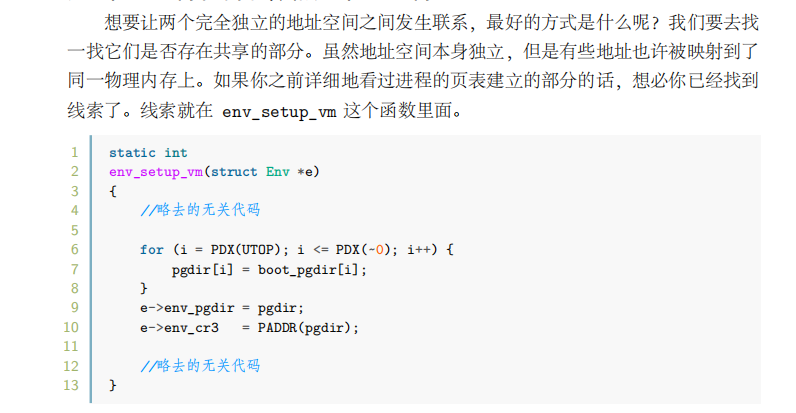 想要让两个完全独立的地址空间之间发生联系，最好的方式是什么呢？我们要去找
一找它们是否存在共享的部分。虽然地址空间本身独立，但是有些地址也许被映射到了
同一物理内存上。如果你之前详细地看过进程的页表建立的部分的话，想必你已经找到
线索了。线索就在 env_setup_vm 这个函数里面。
1 static int
2 env_setup_vm(struct Env *e)
3 {
4     //略去的无关代码
5
6     for (i = PDX(UTOP); i <= PDX(~0); i++) {
7         pgdir[i] = boot_pgdir[i];
8     }
9     e->env_pgdir = pgdir;
10     e->env_cr3   = PADDR(pgdir);
11
12     //略去的无关代码
13 }